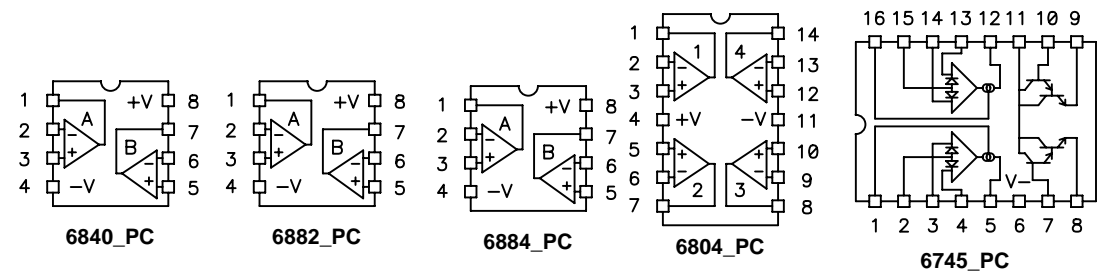 1 A +V 8
2 − 7
3 + B − 6
4 −V + 5
6840_PC
1 A +V 8
2 − 7
3 + B − 6
4 −V + 5
6882_PC
1 A +V 8
2 − 7
3 + B − 6
4 −V + 5
6884_PC
1 1 4 14
2 − − 13
3 + + 12
4 +V −V 11
5 + + 10
6 − − 9
7 2 3 8
6804_PC
16 15 14 13 12 11 10 9
− +
− +
V−
1 2 3 4 5 6 7 8
6745_PC